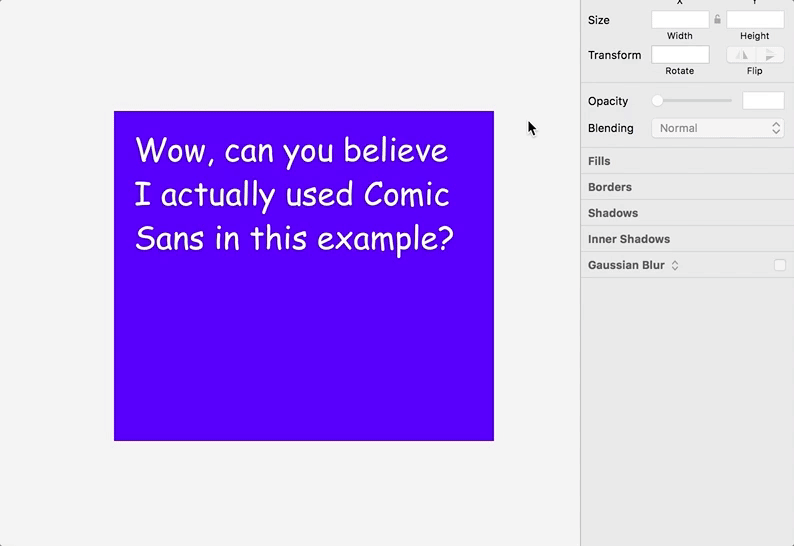 X Y
Size
Width Height
Transform
Rotate Flip
Wow, can you believe
I actually used Comic
Sans in this example?
Opacity
Blending Normal
Fills
Borders
Shadows
Inner Shadows
Gaussian Blur